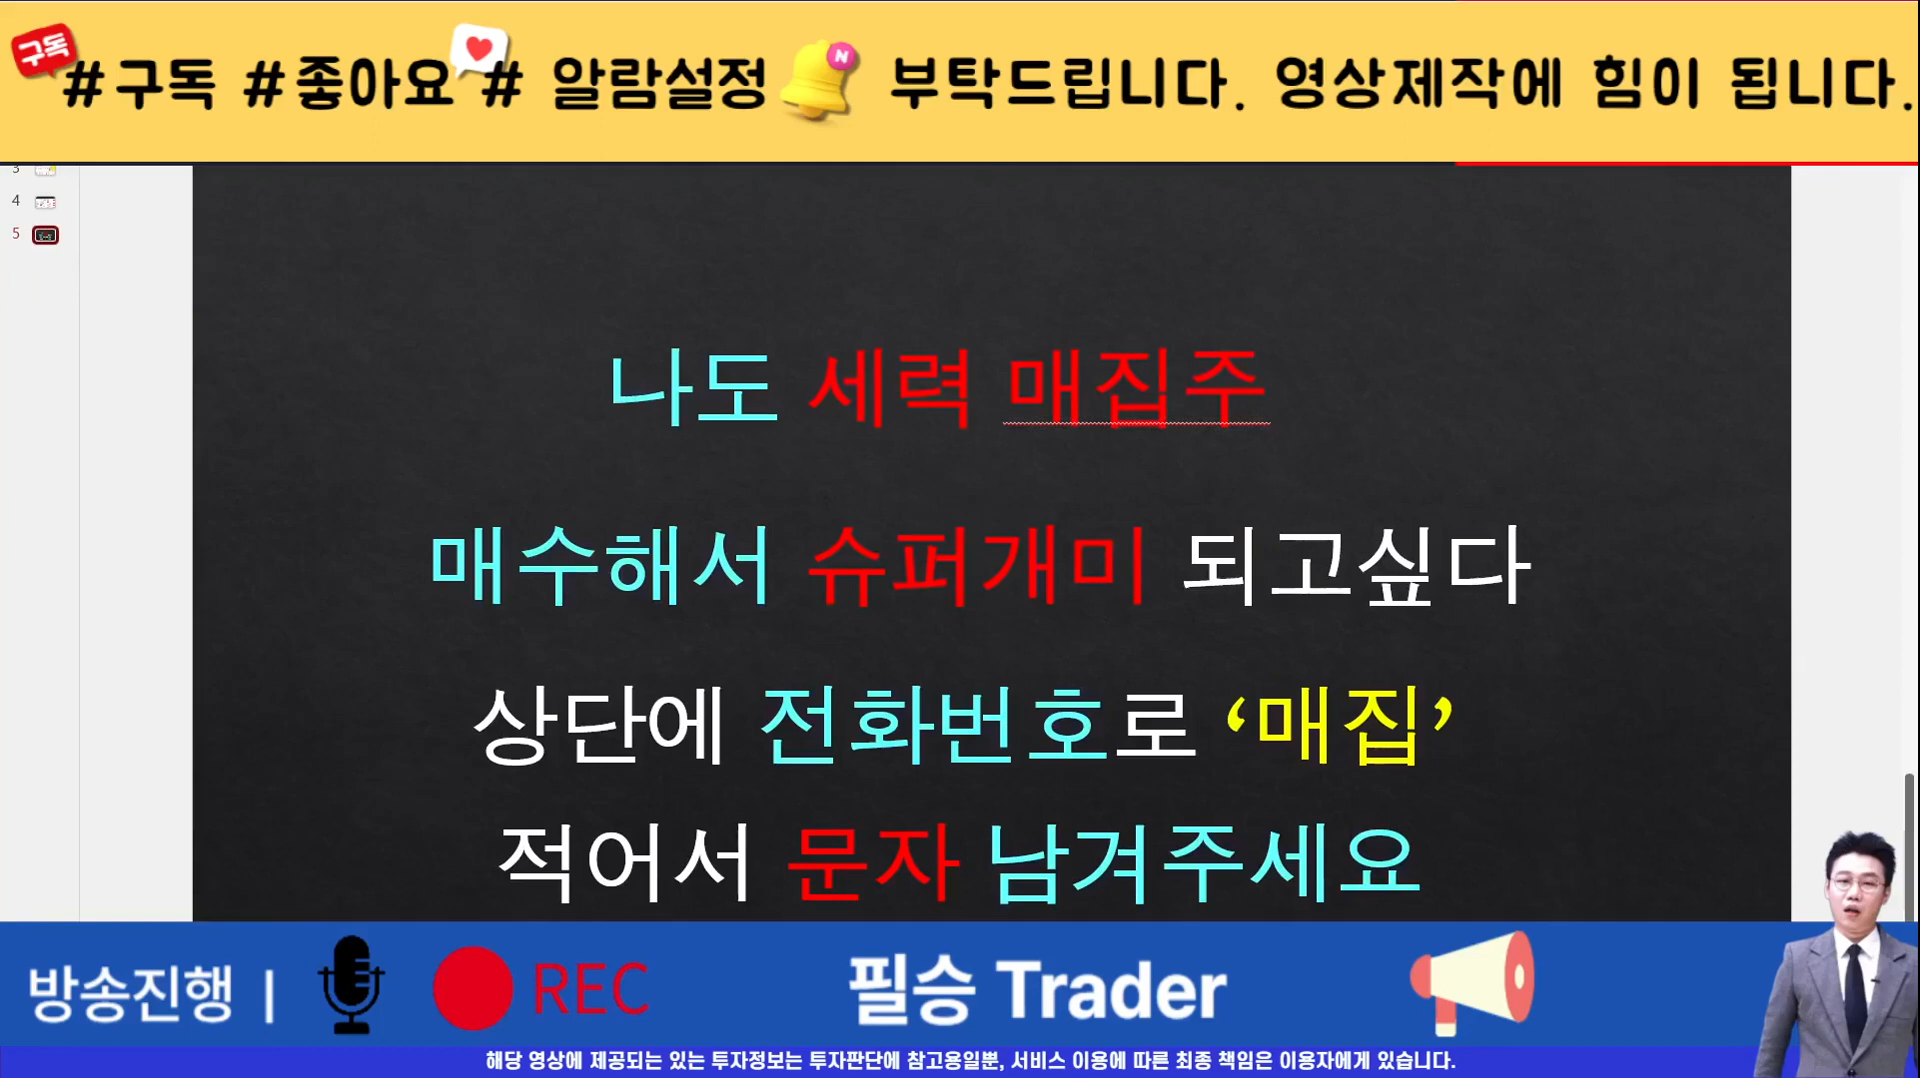 구독
#구독 #좋아요 # 알람설정 N 부탁드립니다. 영상제작에 힘이 됩니다.
3
4
5
나도 세력 매집주
매수해서 슈퍼개미 되고싶다
상단에 전화번호로 ‘매집’
적어서 문자 남겨주세요
방송진행 | REC 필승 Trader
해당 영상에 제공되는 있는 투자정보는 투자판단에 참고용일뿐, 서비스 이용에 따른 최종 책임은 이용자에게 있습니다.